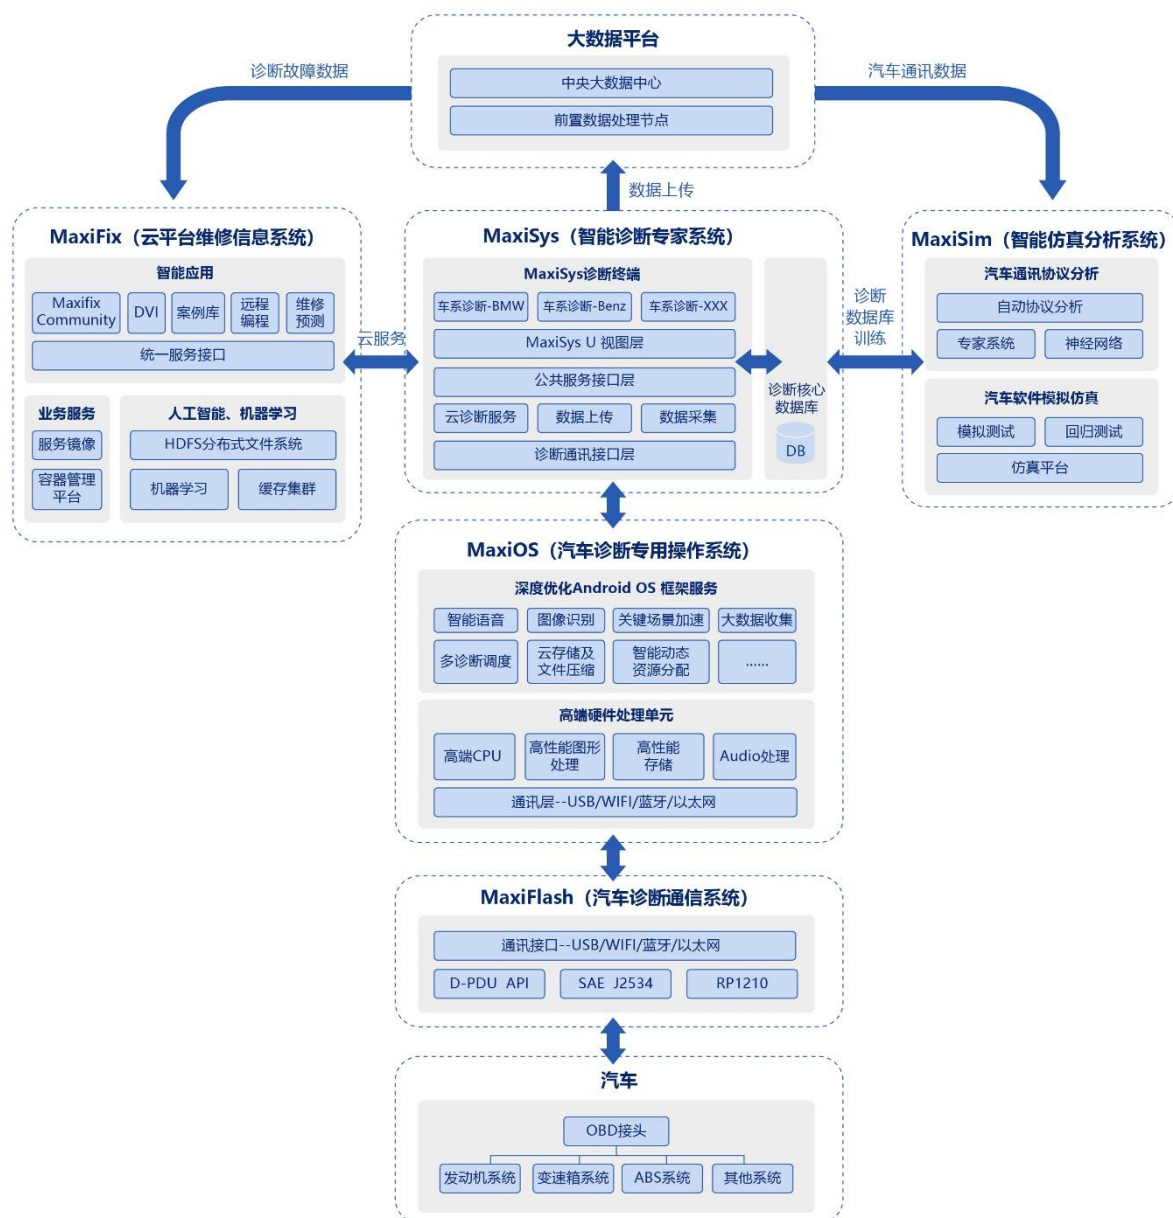 大数据平台
诊断故障数据
汽车通讯数据
中央大数据中心
前置数据处理节点
数据上传
MaxiFix（云平台维修信息系统）
智能应用
Maxifix
Community
DVI
案例库
远程
编程
维修
预测
统一服务接口
业务服务
服务镜像
容器管理
平台
人工智能、机器学习
HDFS分布式文件系统
机器学习
缓存集群
云服务
MaxiSys（智能诊断专家系统）
MaxiSys诊断终端
车系诊断-BMW
车系诊断-Benz
车系诊断-XXX
MaxiSys U 视图层
公共服务接口层
云诊断服务
数据上传
数据采集
诊断通讯接口层
诊断核心
数据库
DB
诊断
数据库
训练
MaxiSim（智能仿真分析系统）
汽车通讯协议分析
自动协议分析
专家系统
神经网络
汽车软件模拟仿真
模拟测试
回归测试
仿真平台
MaxiOS（汽车诊断专用操作系统）
深度优化Android OS 框架服务
智能语音
图像识别
关键场景加速
大数据收集
多诊断调度
云存储及
文件压缩
智能动态
资源分配
......
高端硬件处理单元
高端CPU
高性能图形
处理
高性能
存储
Audio处理
通讯层--USB/WIFI/蓝牙/以太网
MaxiFlash（汽车诊断通信系统）
通讯接口--USB/WIFI/蓝牙/以太网
D-PDU API
SAE J2534
RP1210
汽车
OBD接头
发动机系统
变速箱系统
ABS系统
其他系统